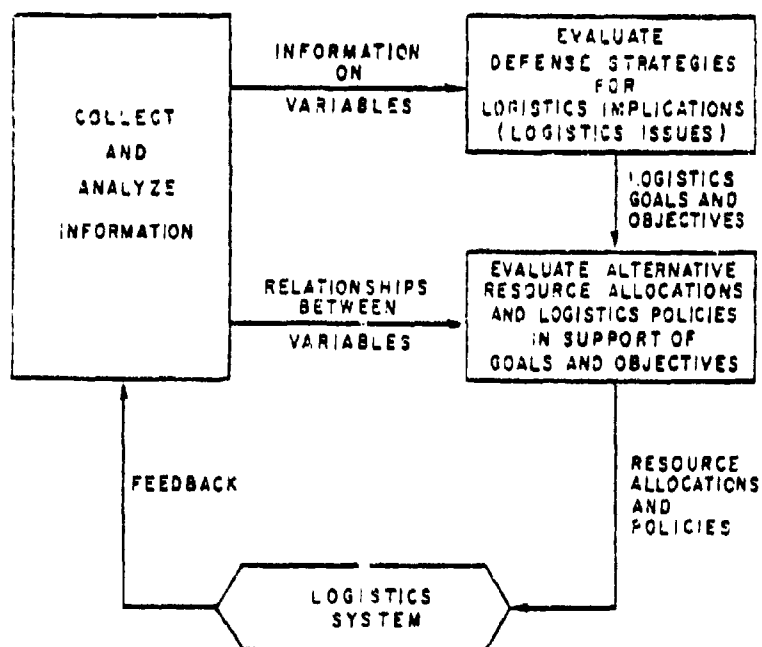 COLLECT
AND
ANALYZE
INFORMATION
INFORMATION
ON
VARIABLES
EVALUATE
DEFENSE STRATEGIES
FOR
LOGISTICS IMPLICATIONS
(LOGISTICS ISSUES)
LOGISTICS
GOALS AND
OBJECTIVES
RELATIONSHIPS
BETWEEN
VARIABLES
EVALUATE ALTERNATIVE
RESOURCE ALLOCATIONS
AND LOGISTICS POLICIES
IN SUPPORT OF
GOALS AND OBJECTIVES
FEEDBACK
RESOURCE
ALLOCATIONS
AND
POLICIES
LOGISTICS
SYSTEM